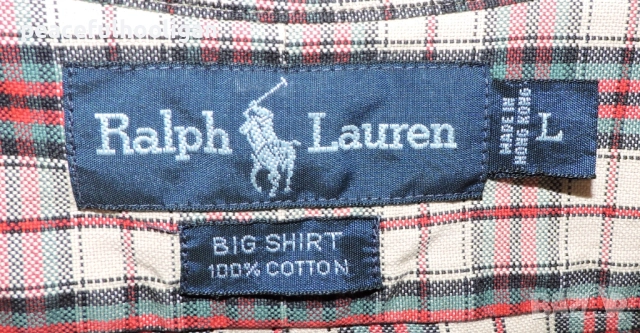 Ralph Lauren
MADE IN
HONG KONG
L
BIG SHIRT
100% COTTON